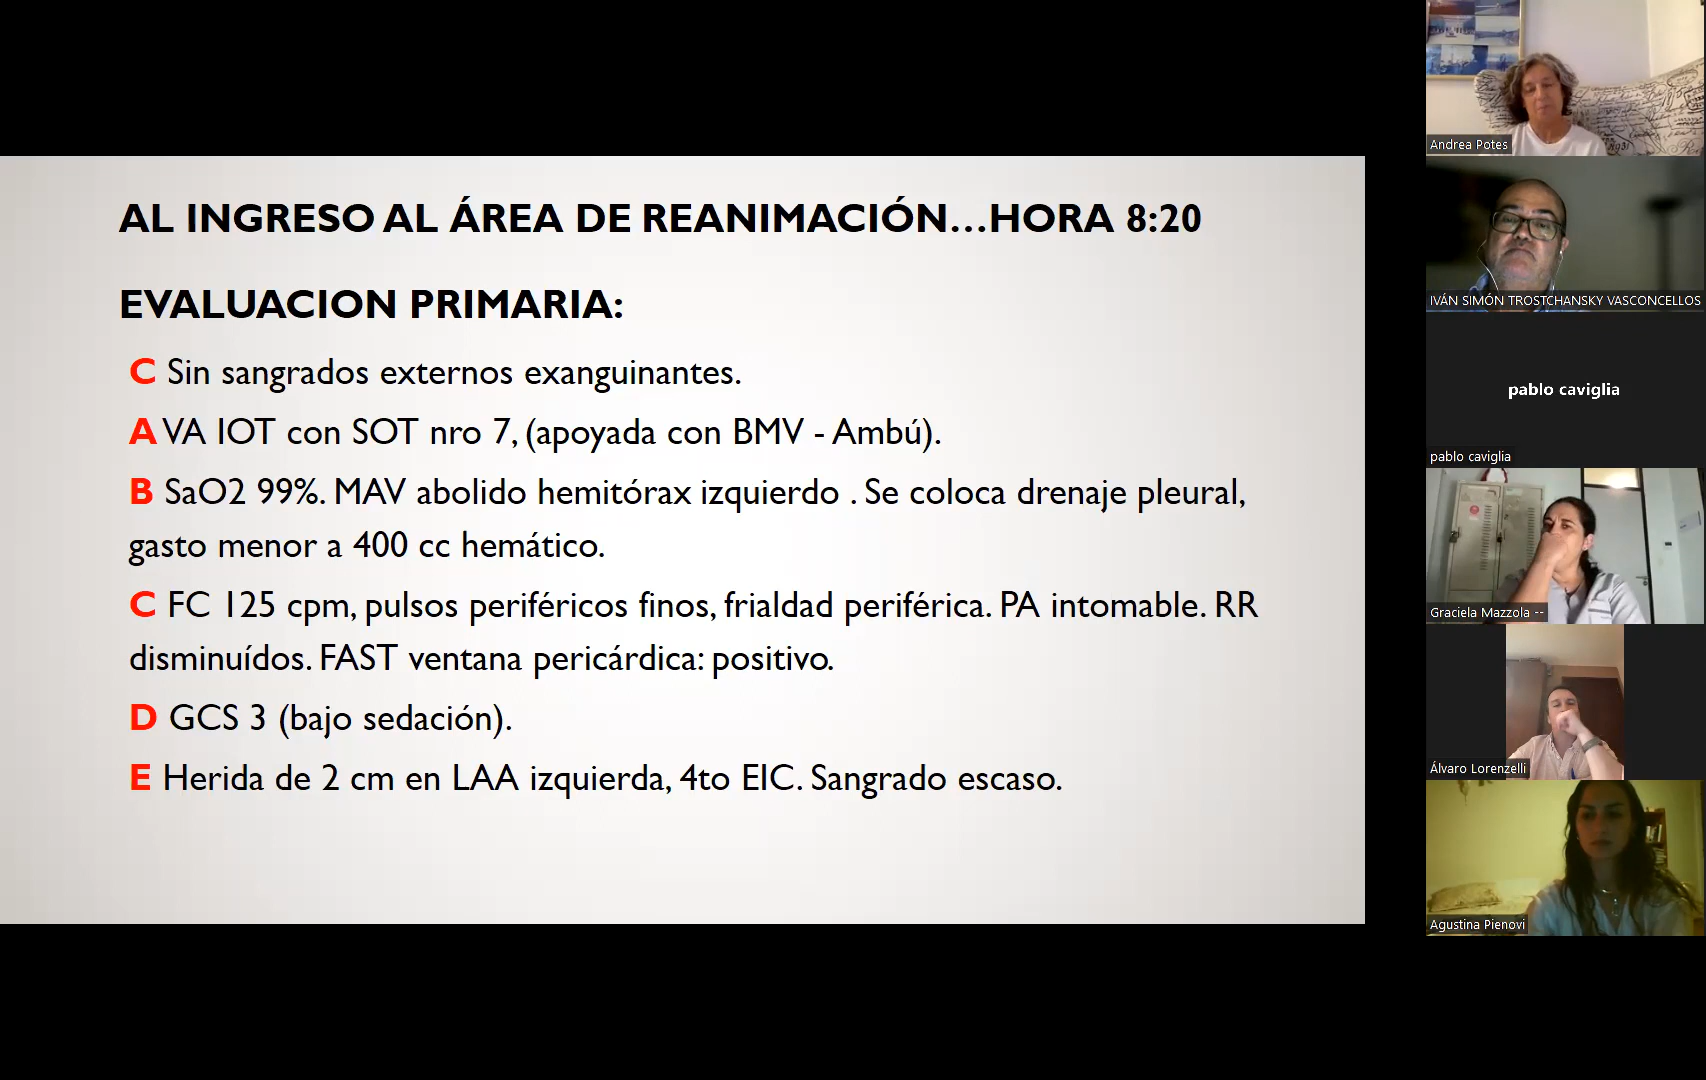 AL INGRESO AL ÁREA DE REANIMACIÓN...HORA 8:20
EVALUACION PRIMARIA:
C Sin sangrados externos exanguinantes.
A VA IOT con SOT nro 7, (apoyada con BMV - Ambú).
B SaO2 99%. MAV abolido hemitórax izquierdo . Se coloca drenaje pleural,
gasto menor a 400 cc hemático.
C FC 125 cpm, pulsos periféricos finos, frialdad periférica. PA intomable. RR
disminuídos. FAST ventana pericárdica: positivo.
D GCS 3 (bajo sedación).
E Herida de 2 cm en LAA izquierda, 4to EIC. Sangrado escaso.
Andrea Potes
IVÁN SIMÓN TROSTCHANSKY VASCONCELLOS
pablo caviglia
pablo caviglia
Graciela Mazzola --
Álvaro Lorenzelli
Agustina Pienovi